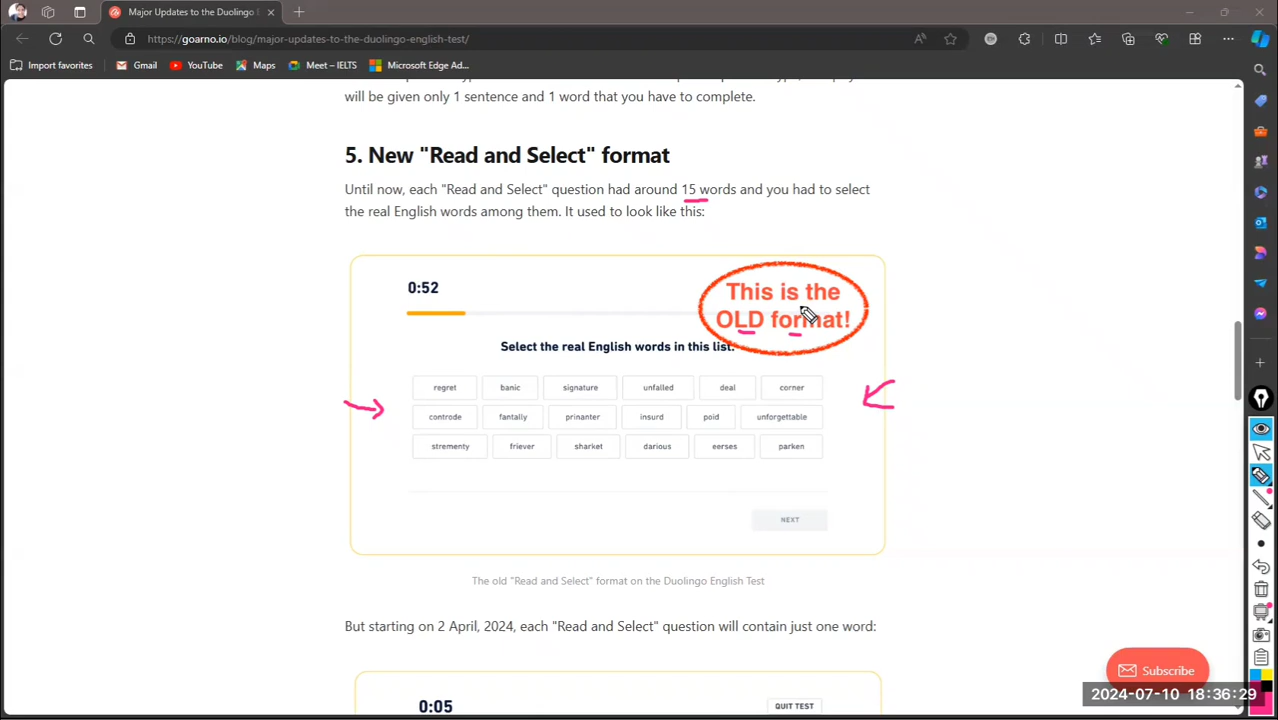 Major Updates to the Duolingo
https://goarno.io/blog/major-updates-to-the-duolingo-english-test/
Import favorites
Gmail
YouTube
Maps
Meet – IELTS
Microsoft Edge Ad...
will be given only 1 sentence and 1 word that you have to complete.
5. New "Read and Select" format
Until now, each "Read and Select" question had around 15 words and you had to select
the real English words among them. It used to look like this:
0:52
This is the
OLD format!
Select the real English words in this list.
regret banic signature unfalled deal corner
controde fantally prinanter insurd poid unforgettable
strementy friever sharket darious eerses parken
NEXT
The old "Read and Select" format on the Duolingo English Test
But starting on 2 April, 2024, each "Read and Select" question will contain just one word:
0:05
QUIT TEST
Subscribe
2024-07-10 18:36:29